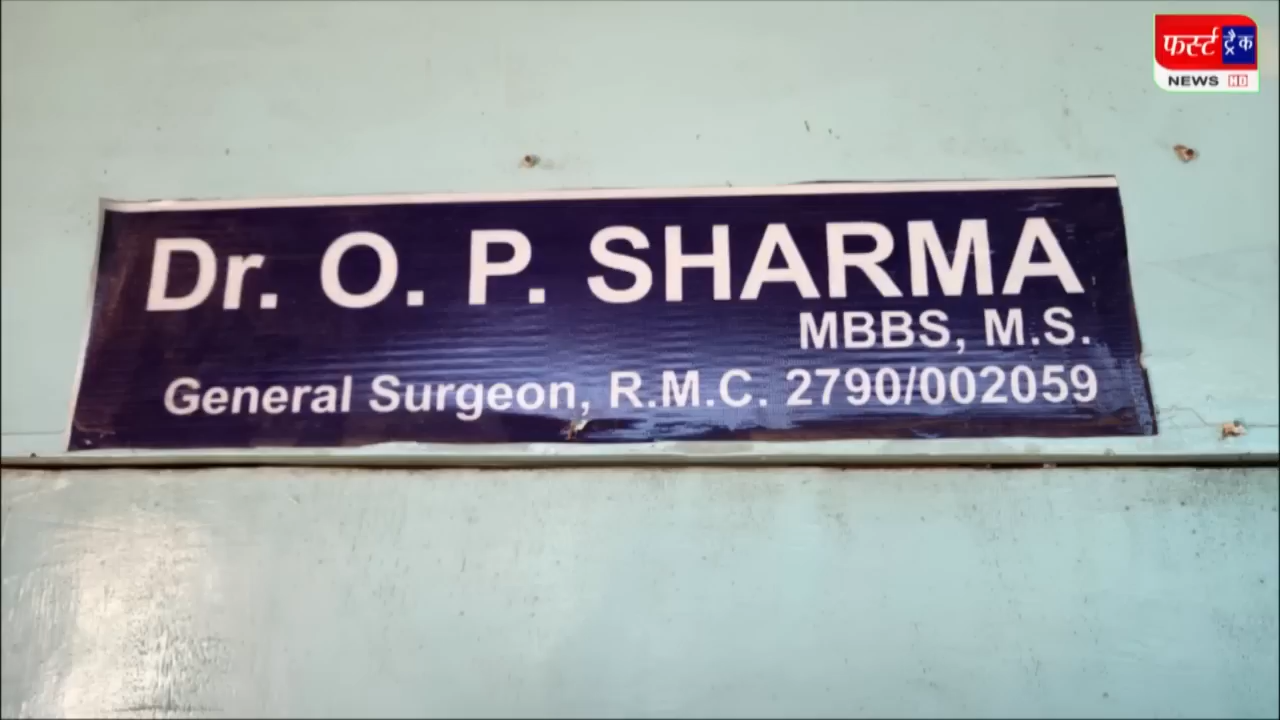 फर्स्ट ट्रैक
NEWS HD
Dr. O. P. SHARMA
MBBS, M.S.
General Surgeon, R.M.C. 2790/002059